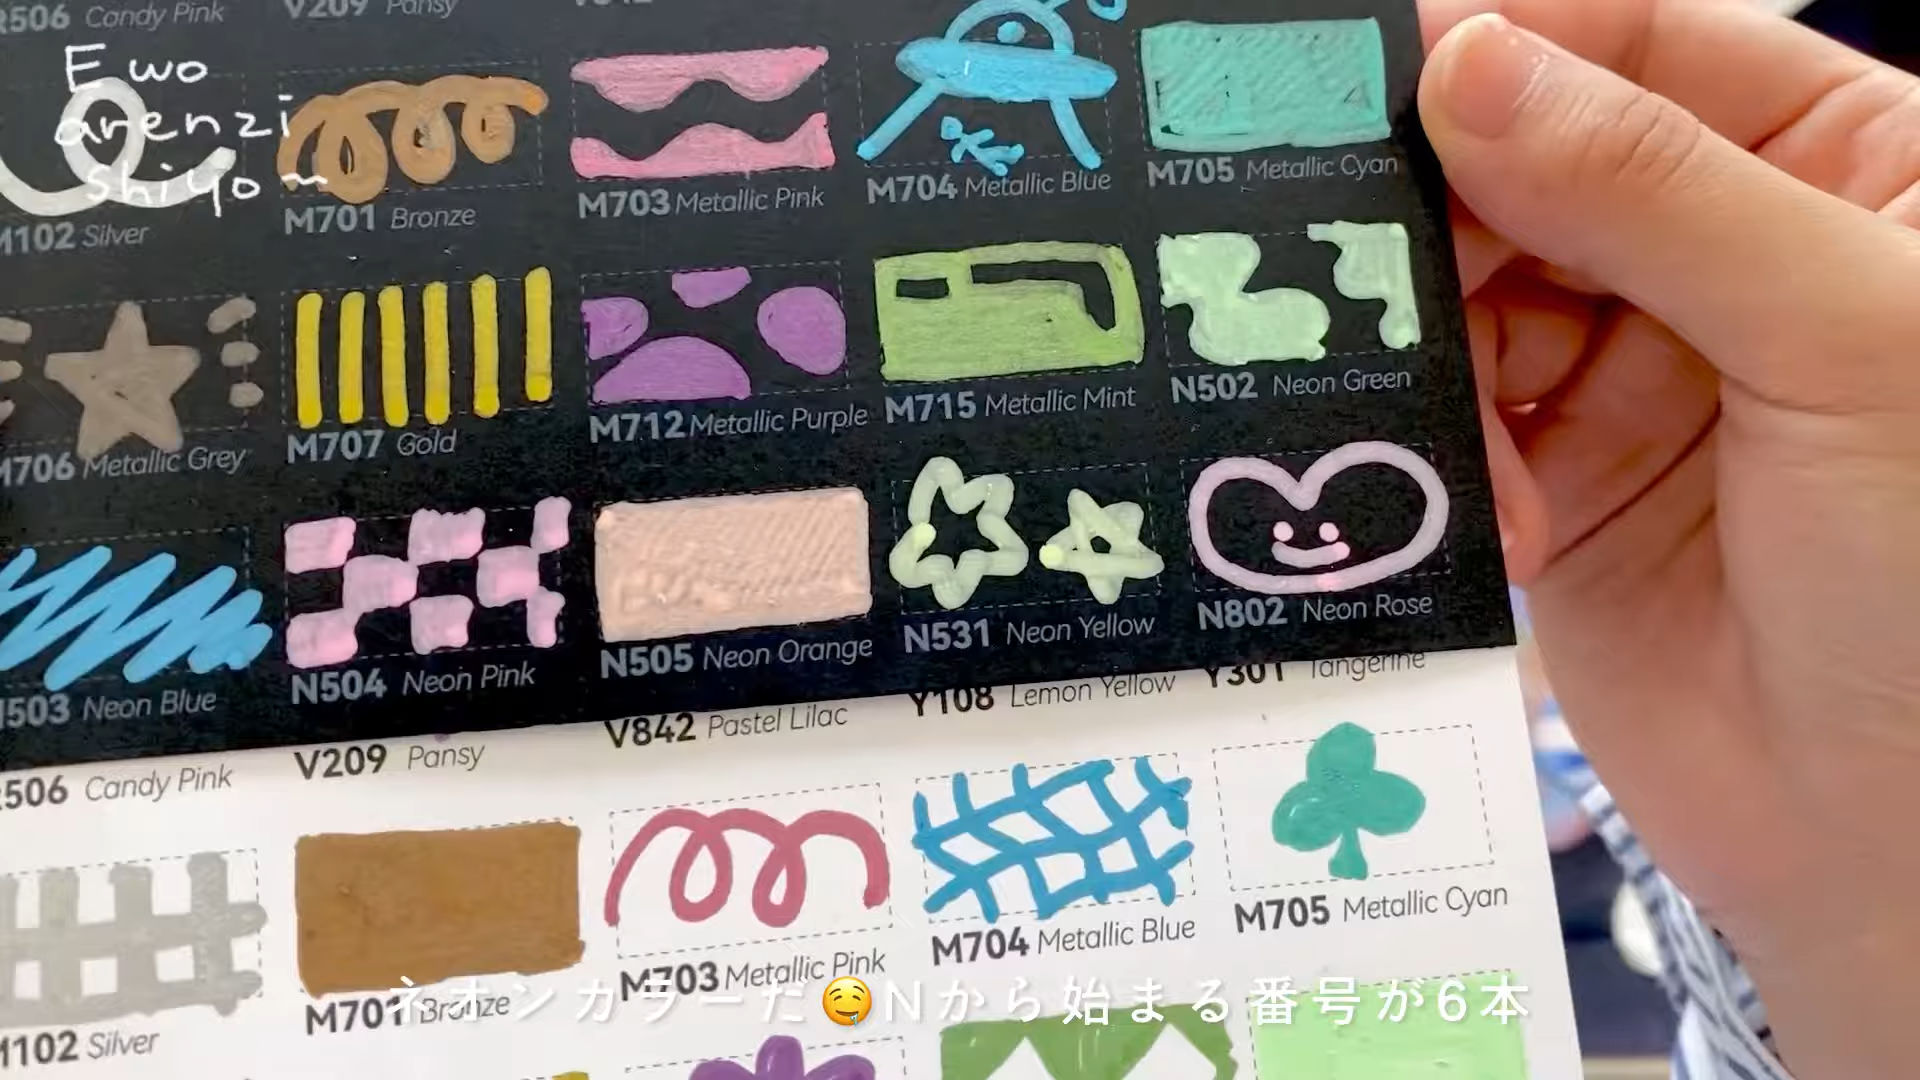 R506 Candy Pink
V209 Pansy
V842
E wo
arenzi
shiyo~
M102 Silver
M701 Bronze
M703 Metallic Pink
M704 Metallic Blue
M705 Metallic Cyan
M706 Metallic Grey
M707 Gold
M712 Metallic Purple
M715 Metallic Mint
N502 Neon Green
N503 Neon Blue
N504 Neon Pink
N505 Neon Orange
N531 Neon Yellow
N802 Neon Rose
R506 Candy Pink
V209 Pansy
V842 Pastel Lilac
Y108 Lemon Yellow
Y301 Tangerine
M102 Silver
M701 Bronze
M703 Metallic Pink
M704 Metallic Blue
M705 Metallic Cyan
ネオンカラーだ🤤Nから始まる番号が6本